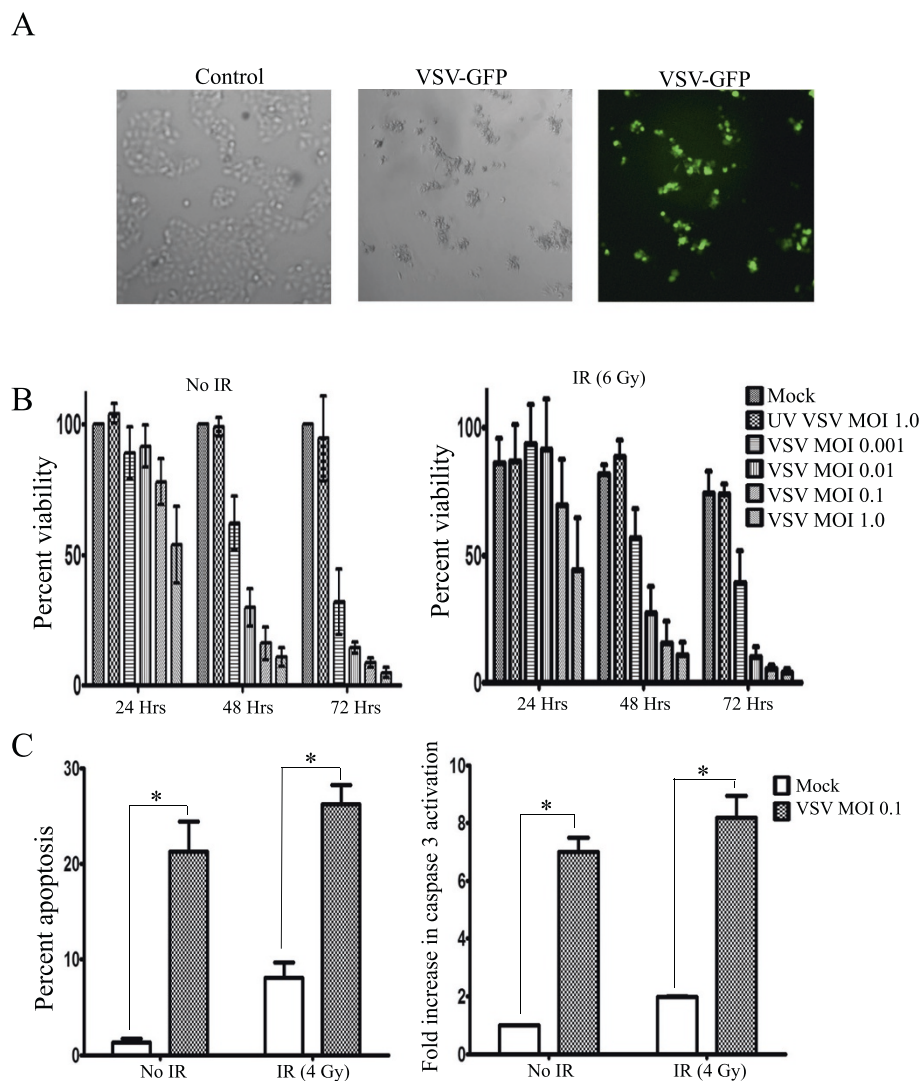 A
Control
VSV-GFP
VSV-GFP
B
No IR
Percent viability
100
50
0
24 Hrs
48 Hrs
72 Hrs
IR (6 Gy)
Percent viability
100
50
0
24 Hrs
48 Hrs
72 Hrs
Mock
UV VSV MOI 1.0
VSV MOI 0.001
VSV MOI 0.01
VSV MOI 0.1
VSV MOI 1.0
C
Percent apoptosis
30
20
10
0
*
*
No IR
IR (4 Gy)
Fold increase in caspase 3 activation
10
8
6
4
2
0
*
*
No IR
IR (4 Gy)
Mock
VSV MOI 0.1